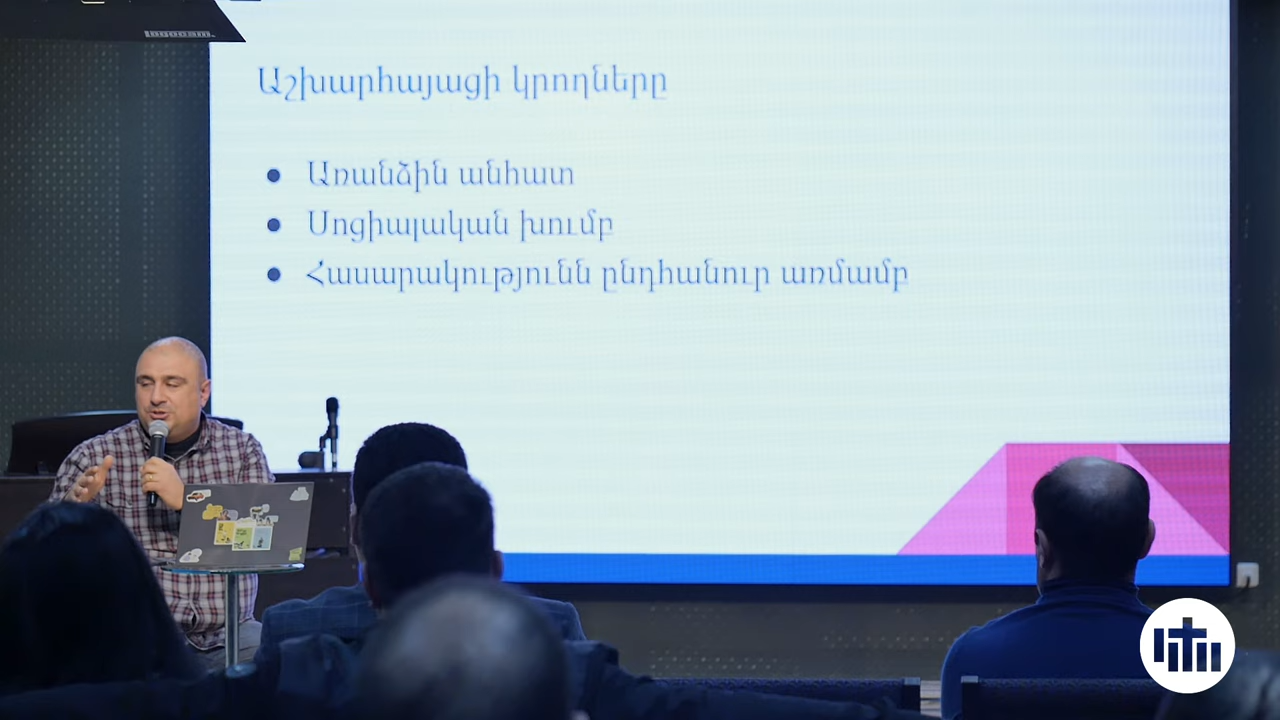 Աշխարհայացի կրողները
● Առանձին անհատ
● Սոցիալական խումբ
● Հասարակությունն ընդհանուր առմամբ